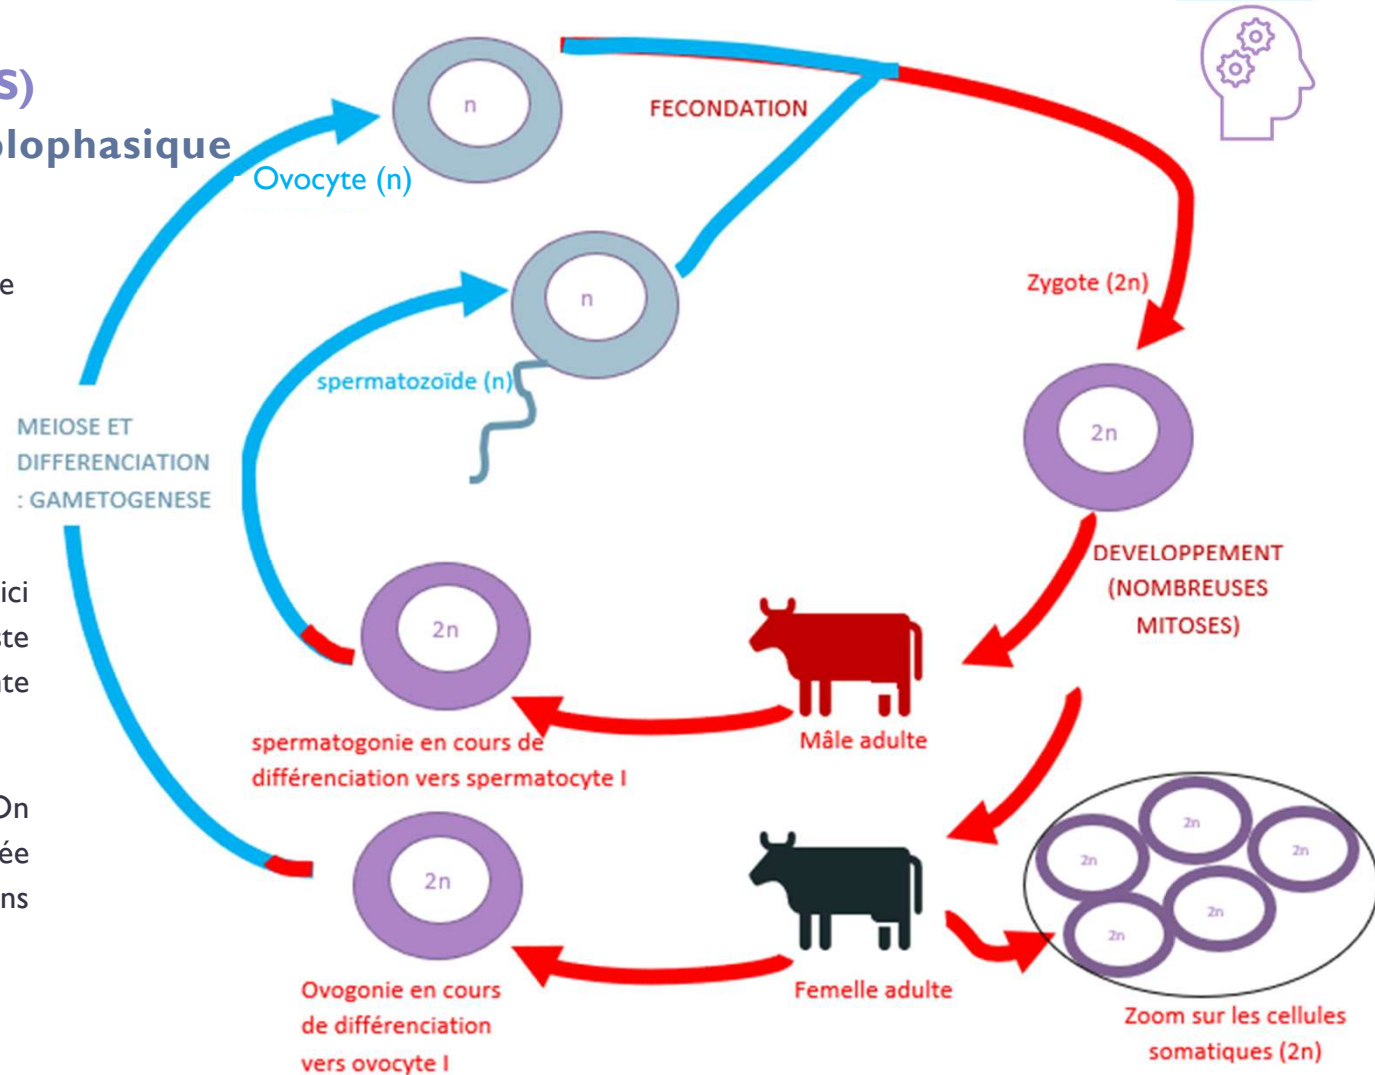 S)
lophasique
e
ici
ste
te
On
ée
ns
n
FECONDATION
Ovocyte (n)
n
Zygote (2n)
spermatozoïde (n)
2n
MEIOSE ET
DIFFERENCIATION
: GAMETOGENESE
DEVELOPPEMENT
(NOMBREUSES
MITOSES)
2n
Mâle adulte
spermatogonie en cours de
différenciation vers spermatocyte I
2n
2n
2n
2n
2n
2n
Femelle adulte
Ovogonie en cours
de différenciation
vers ovocyte I
Zoom sur les cellules
somatiques (2n)